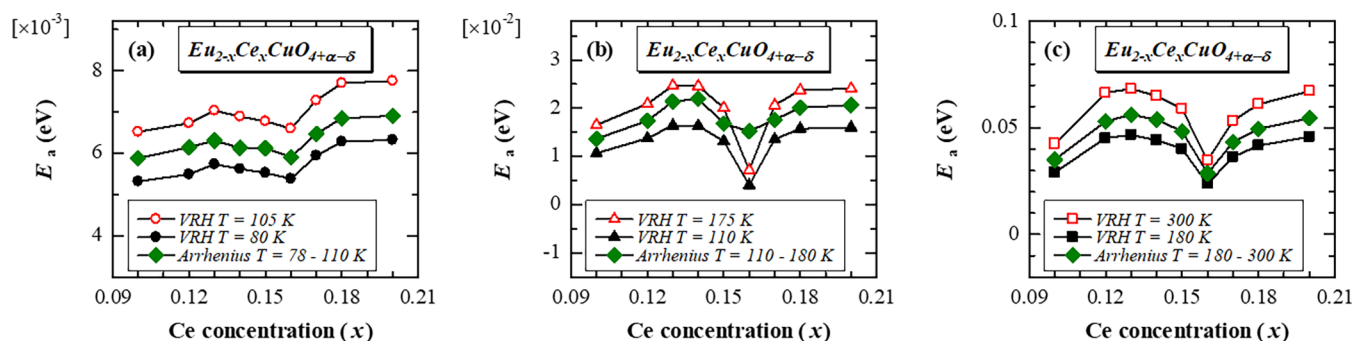 [×10⁻³]
(a)
Eu₂₋ₓCeₓCuO₄₊α₋δ
8
6
4
E ₐ (eV)
VRH T = 105 K
VRH T = 80 K
Arrhenius T = 78 - 110 K
0.09 0.12 0.15 0.18 0.21
Ce concentration (x)
[×10⁻²]
(b)
Eu₂₋ₓCeₓCuO₄₊α₋δ
3
2
1
0
-1
E ₐ (eV)
VRH T = 175 K
VRH T = 110 K
Arrhenius T = 110 - 180 K
0.09 0.12 0.15 0.18 0.21
Ce concentration (x)
0.1
(c)
Eu₂₋ₓCeₓCuO₄₊α₋δ
0.05
0
E ₐ (eV)
VRH T = 300 K
VRH T = 180 K
Arrhenius T = 180 - 300 K
0.09 0.12 0.15 0.18 0.21
Ce concentration (x)